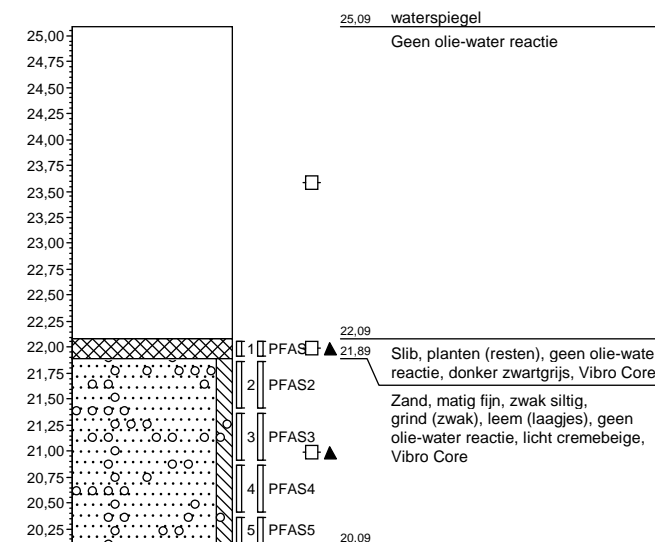 25,09 waterspiegel
Geen olie-water reactie
25,00
24,75
24,50
24,25
24,00
23,75
23,50
23,25
23,00
22,75
22,50
22,25
22,09
22,00
1 PFAS
21,89
Slib, planten (resten), geen olie-wate
reactie, donker zwartgrijs, Vibro Core
21,75
2 PFAS2
21,50
Zand, matig fijn, zwak siltig,
grind (zwak), leem (laagjes), geen
olie-water reactie, licht cremebeige,
Vibro Core
21,25
3 PFAS3
21,00
20,75
4 PFAS4
20,50
20,25
5 PFAS5
20,09